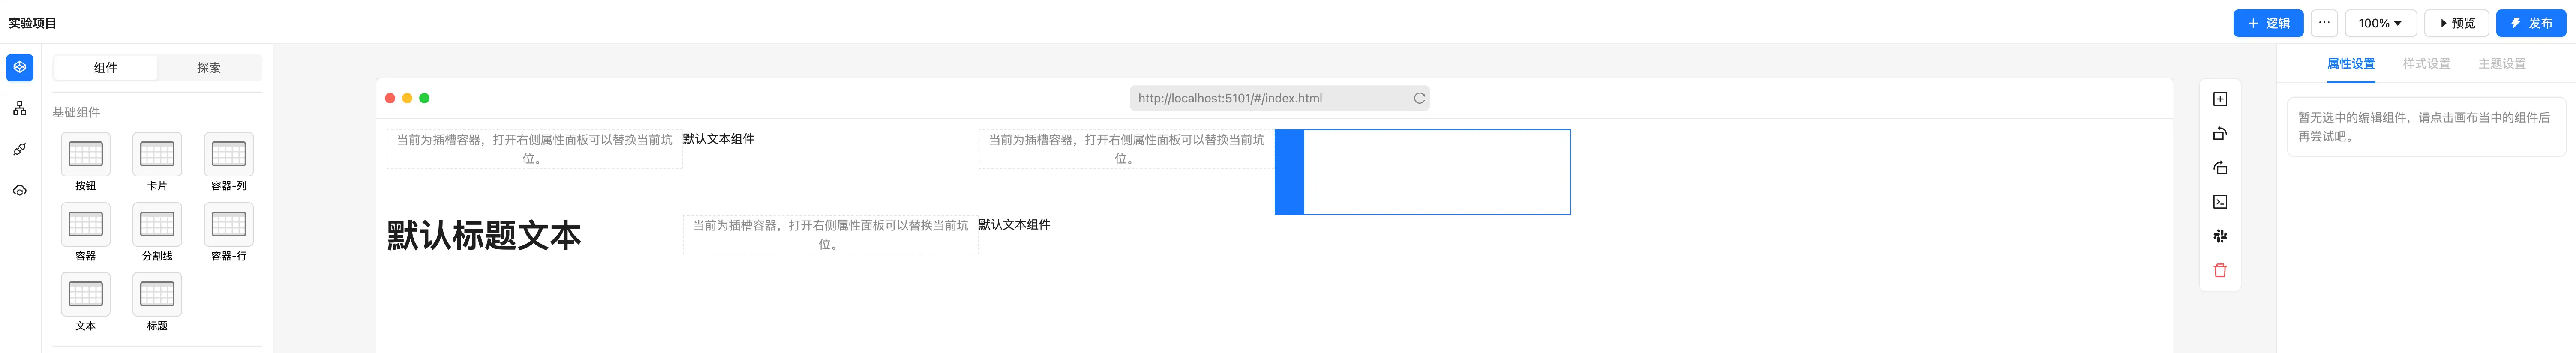 实验项目
逻辑
···
100%
预览
发布
组件
探索
基础组件
按钮
卡片
容器-列
容器
分割线
容器-行
文本
标题
http://localhost:5101/#/index.html
当前为插槽容器，打开右侧属性面板可以替换当前坑
位。
默认文本组件
当前为插槽容器，打开右侧属性面板可以替换当前坑
位。
默认标题文本
当前为插槽容器，打开右侧属性面板可以替换当前坑
位。
默认文本组件
属性设置
样式设置
主题设置
暂无选中的编辑组件，请点击画布当中的组件后
再尝试吧。